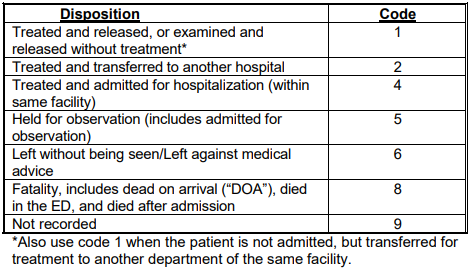 Disposition Code
Treated and released, or examined and
released without treatment* 1
Treated and transferred to another hospital 2
Treated and admitted for hospitalization (within
same facility) 4
Held for observation (includes admitted for
observation) 5
Left without being seen/Left against medical
advice 6
Fatality, includes dead on arrival (“DOA”), died
in the ED, and died after admission 8
Not recorded 9
*Also use code 1 when the patient is not admitted, but transferred for
treatment to another department of the same facility.